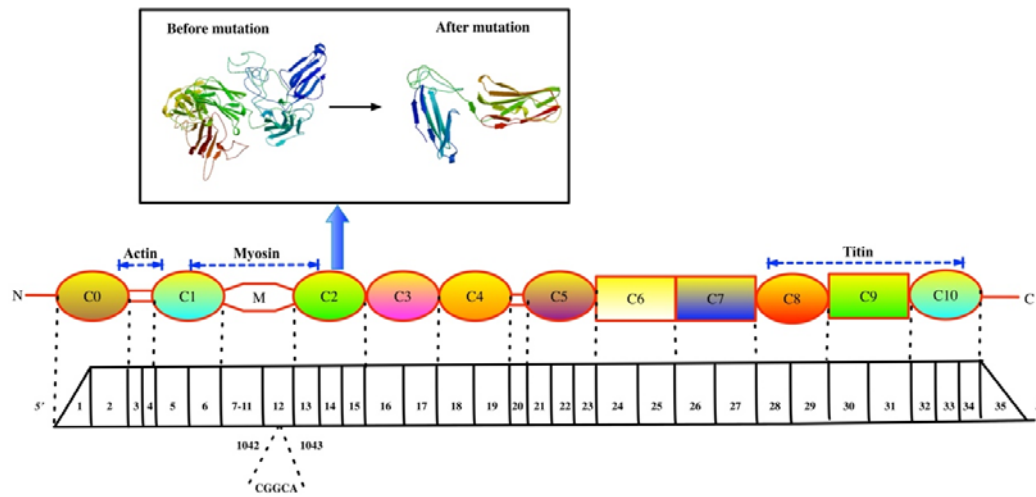 Before mutation After mutation
Actin Myosin Titin
N C0 C1 M C2 C3 C4 C5 C6 C7 C8 C9 C10 C
5′ 1 2 3 4 5 6 7-11 12 13 14 15 16 17 18 19 20 21 22 23 24 25 26 27 28 29 30 31 32 33 34 35
1042 1043
CGGCA